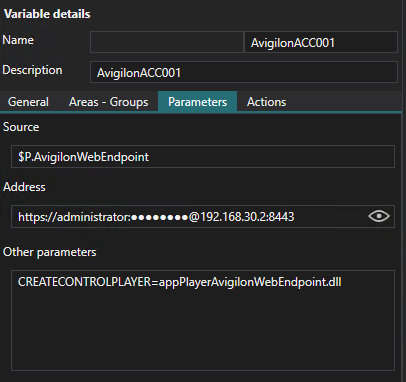 Variable details
Name AvigilonACC001
Description AvigilonACC001
General Areas - Groups Parameters Actions
Source
$P.AvigilonWebEndpoint
Address
https://administrator:●●●●●●●●@192.168.30.2:8443
Other parameters
CREATECONTROLPLAYER=appPlayerAvigilonWebEndpoint.dll